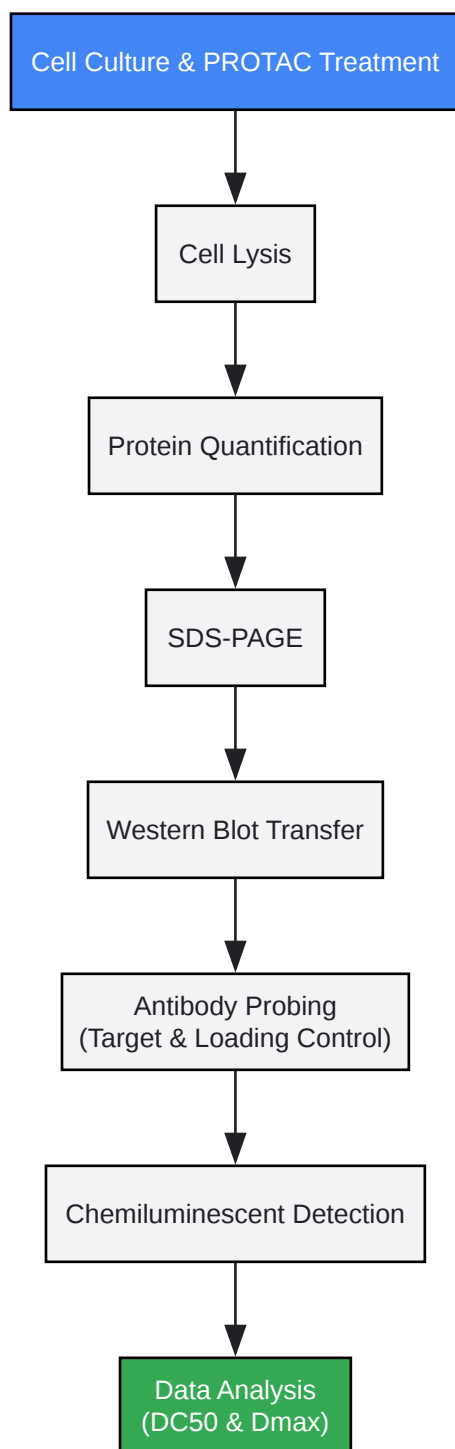 Cell Culture & PROTAC Treatment
Cell Lysis
Protein Quantification
SDS-PAGE
Western Blot Transfer
Antibody Probing
(Target & Loading Control)
Chemiluminescent Detection
Data Analysis
(DC50 & Dmax)